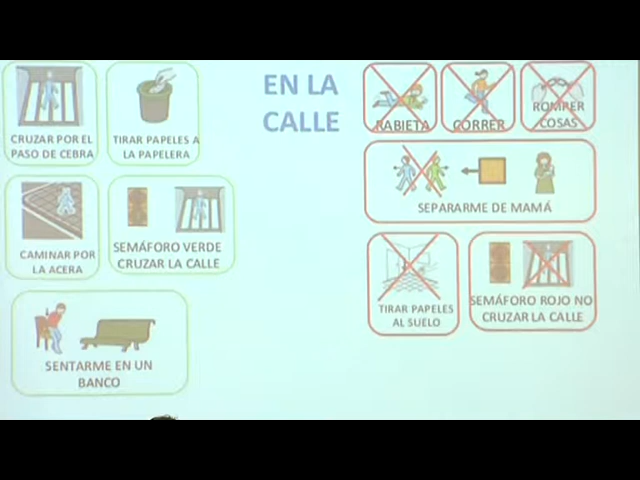 EN LA
CALLE
CRUZAR POR EL
PASO DE CEBRA
TIRAR PAPELES A
LA PAPELERA
CAMINAR POR
LA ACERA
SEMÁFORO VERDE
CRUZAR LA CALLE
SENTARME EN UN
BANCO
RABIETA
CORRER
ROMPER
COSAS
SEPARARME DE MAMÁ
TIRAR PAPELES
AL SUELO
SEMÁFORO ROJO NO
CRUZAR LA CALLE